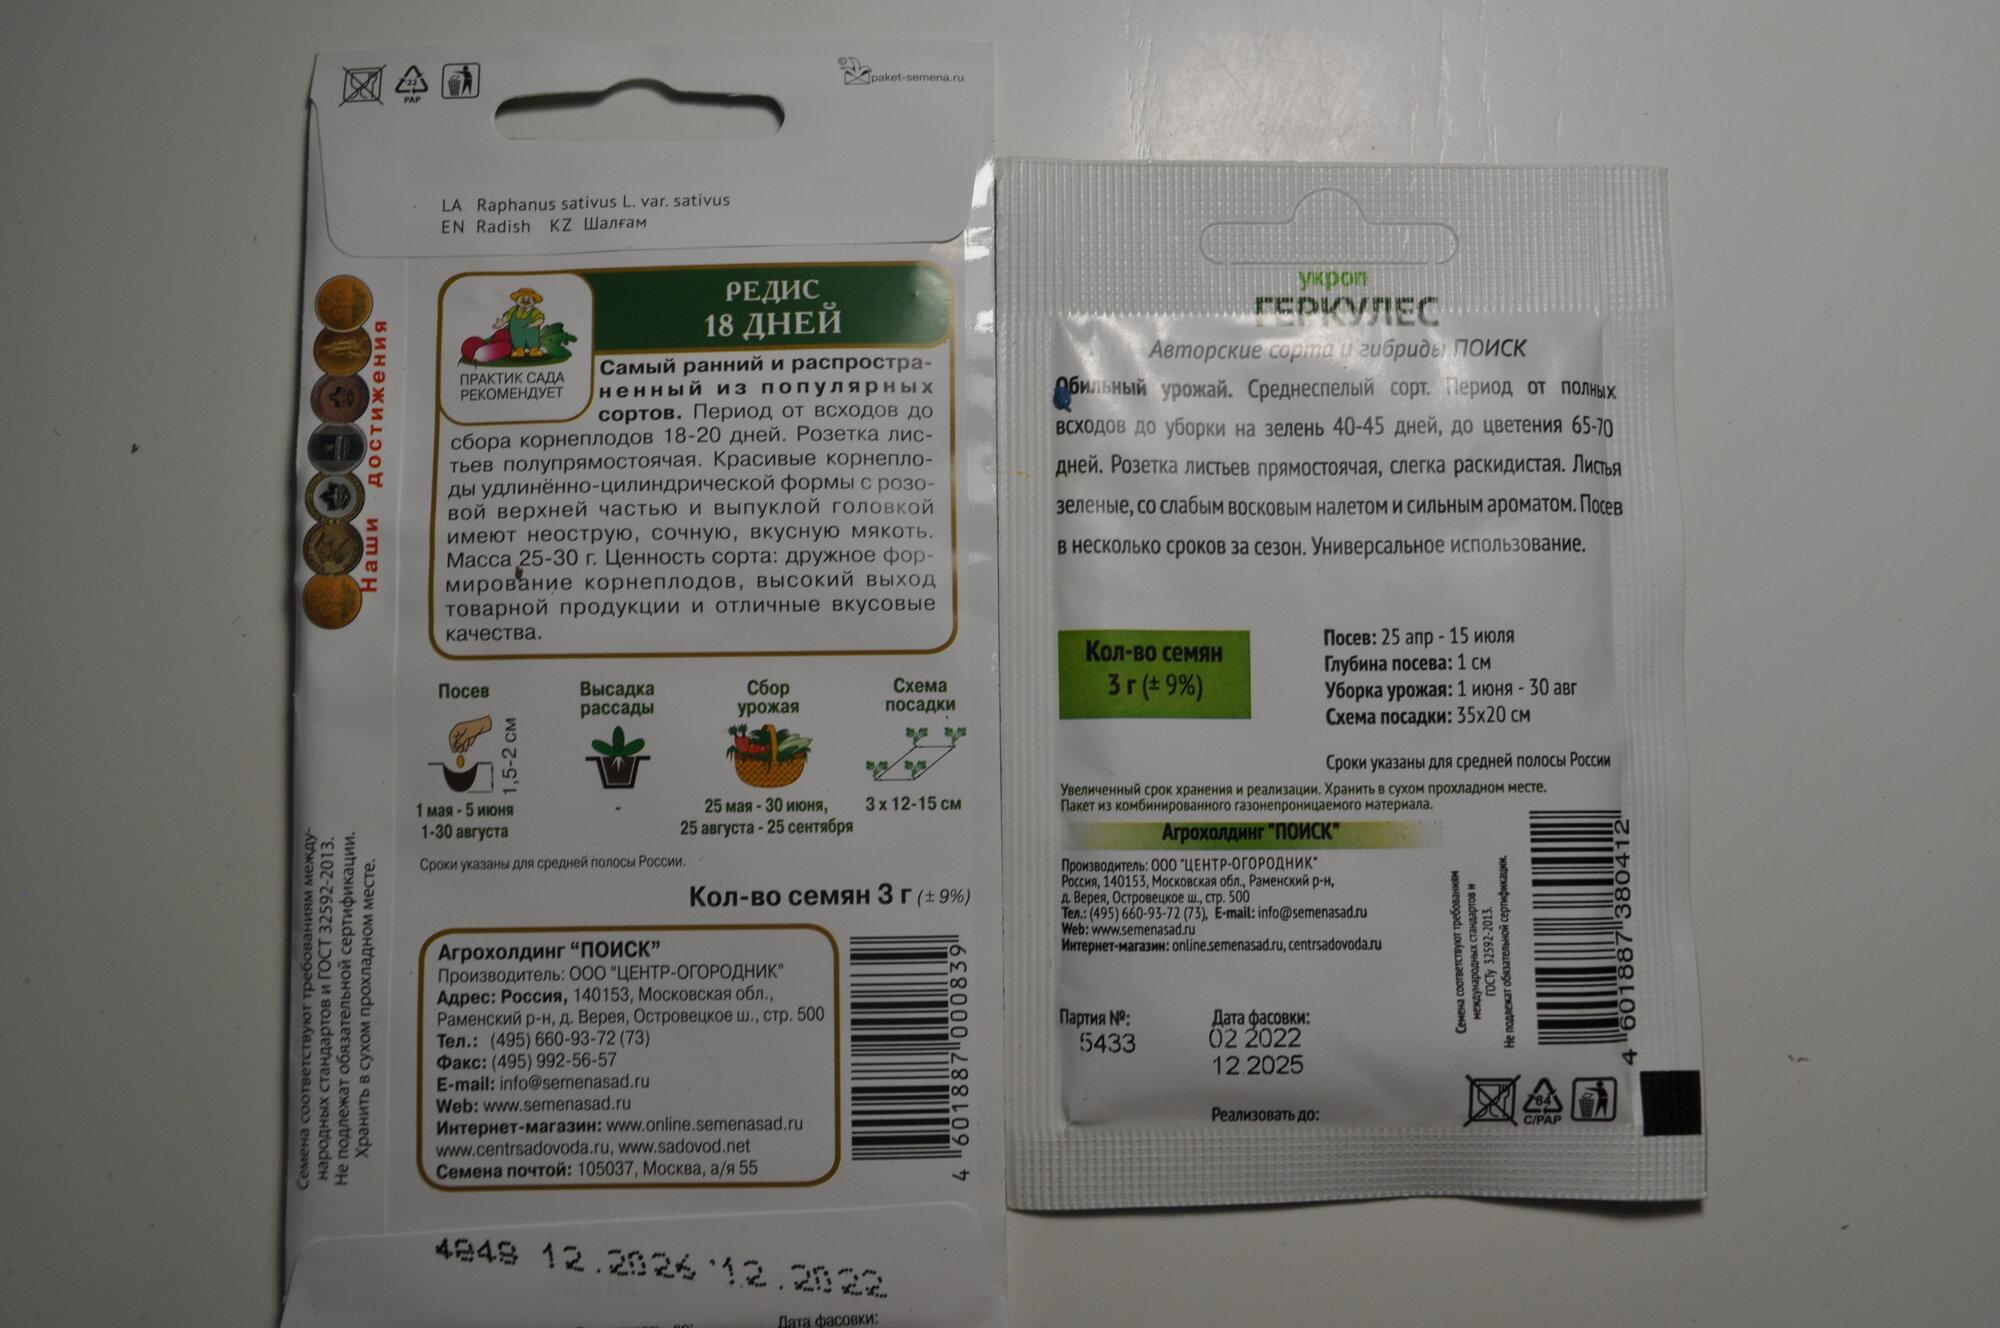 22
PAP
paket-semena.ru
LA Raphanus sativus L. var. sativus
EN Radish KZ Шалғам
РЕДИС
18 ДНЕЙ
ПРАКТИК САДА
РЕКОМЕНДУЕТ
Самый ранний и распростра-
ненный из популярных
сортов. Период от всходов до
сбора корнеплодов 18-20 дней. Розетка лис-
тьев полупрямостоячая. Красивые корнепло-
ды удлинённо-цилиндрической формы с розо-
вой верхней частью и выпуклой головкой
имеют неострую, сочную, вкусную мякоть.
Масса 25-30 г. Ценность сорта: дружное фор-
мирование корнеплодов, высокий выход
товарной продукции и отличные вкусовые
качества.
Наши достижения
Посев
Высадка
рассады
Сбор
урожая
Схема
посадки
1,5-2 см
1 мая - 5 июня
1-30 августа
-
25 мая - 30 июня,
25 августа - 25 сентября
3 х 12-15 см
Сроки указаны для средней полосы России.
Кол-во семян 3 г (± 9%)
Семена соответствуют требованиям между-
народных стандартов и ГОСТ 32592-2013.
Не подлежат обязательной сертификации.
Хранить в сухом прохладном месте.
Агрохолдинг “ПОИСК”
Производитель: ООО “ЦЕНТР-ОГОРОДНИК”
Адрес: Россия, 140153, Московская обл.,
Раменский р-н, д. Верея, Островецкое ш., стр. 500
Тел.: (495) 660-93-72 (73)
Факс: (495) 992-56-57
E-mail: info@semenasad.ru
Web: www.semenasad.ru
Интернет-магазин: www.online.semenasad.ru
www.centrsadovoda.ru, www.sadovod.net
Семена почтой: 105037, Москва, а/я 55
4 601887 000839
4848 12.2026 12.2022
Дата фасовки:
укроп
ГЕРКУЛЕС
Авторские сорта и гибриды ПОИСК
Обильный урожай. Среднеспелый сорт. Период от полных
всходов до уборки на зелень 40-45 дней, до цветения 65-70
дней. Розетка листьев прямостоячая, слегка раскидистая. Листья
зеленые, со слабым восковым налетом и сильным ароматом. Посев
в несколько сроков за сезон. Универсальное использование.
Кол-во семян
3 г (± 9%)
Посев: 25 апр - 15 июля
Глубина посева: 1 см
Уборка урожая: 1 июня - 30 авг
Схема посадки: 35х20 см
Сроки указаны для средней полосы России
Увеличенный срок хранения и реализации. Хранить в сухом прохладном месте.
Пакет из комбинированного газонепроницаемого материала.
Агрохолдинг "ПОИСК"
Производитель: ООО "ЦЕНТР-ОГОРОДНИК"
Россия, 140153, Московская обл., Раменский р-н,
д. Верея, Островецкое ш., стр. 500
Тел.: (495) 660-93-72 (73), E-mail: info@semenasad.ru
Web: www.semenasad.ru
Интернет-магазин: online.semenasad.ru, centrsadovoda.ru
Семена соответствуют требованиям
международных стандартов и
ГОСТу 32592-2013.
Не подлежат обязательной сертификации.
4 601887 380412
Партия №:
5433
Дата фасовки:
02 2022
12 2025
Реализовать до:
84
C/PAP